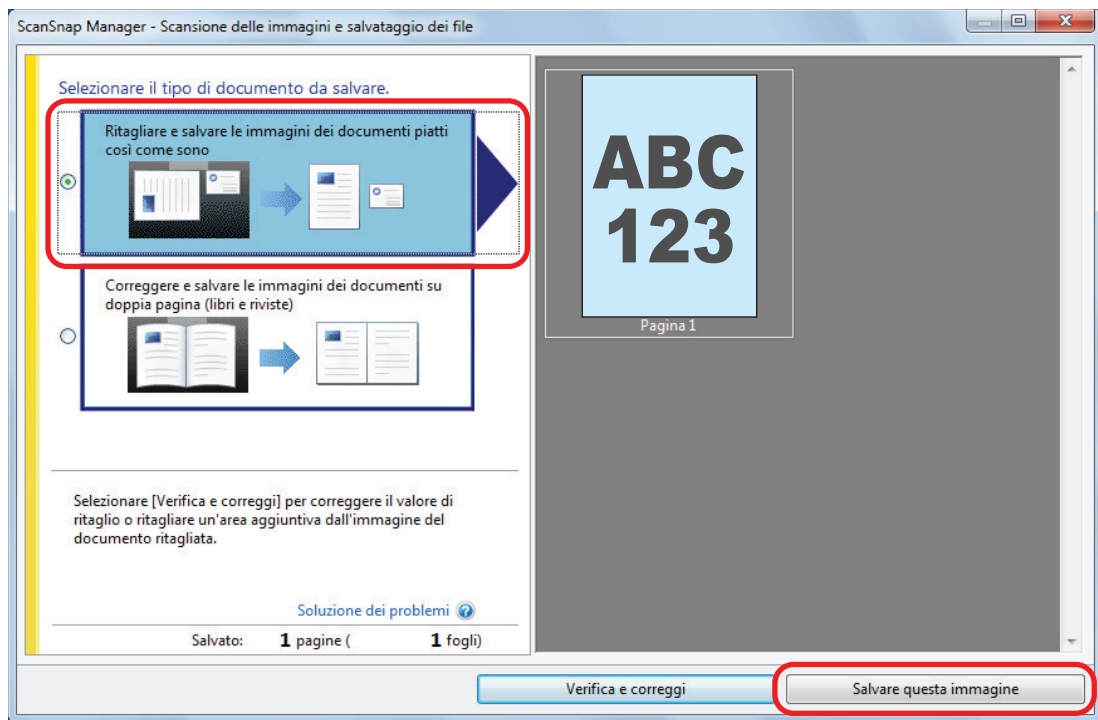 ScanSnap Manager - Scansione delle immagini e salvataggio dei file
Selezionare il tipo di documento da salvare.
Ritagliare e salvare le immagini dei documenti piatti
così come sono
Correggere e salvare le immagini dei documenti su
doppia pagina (libri e riviste)
Selezionare [Verifica e correggi] per correggere il valore di
ritaglio o ritagliare un'area aggiuntiva dall'immagine del
documento ritagliata.
Soluzione dei problemi ?
Salvato: 1 pagine ( 1 fogli)
ABC
123
Pagina 1
Verifica e correggi
Salvare questa immagine